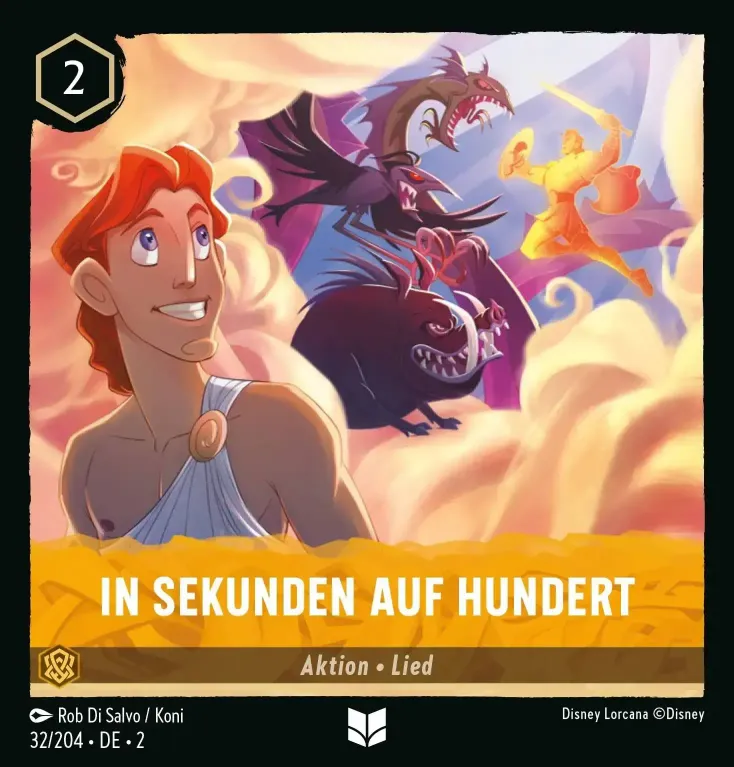 2
IN SEKUNDEN AUF HUNDERT
Aktion • Lied
Rob Di Salvo / Koni
Disney Lorcana ©Disney
32/204 • DE • 2